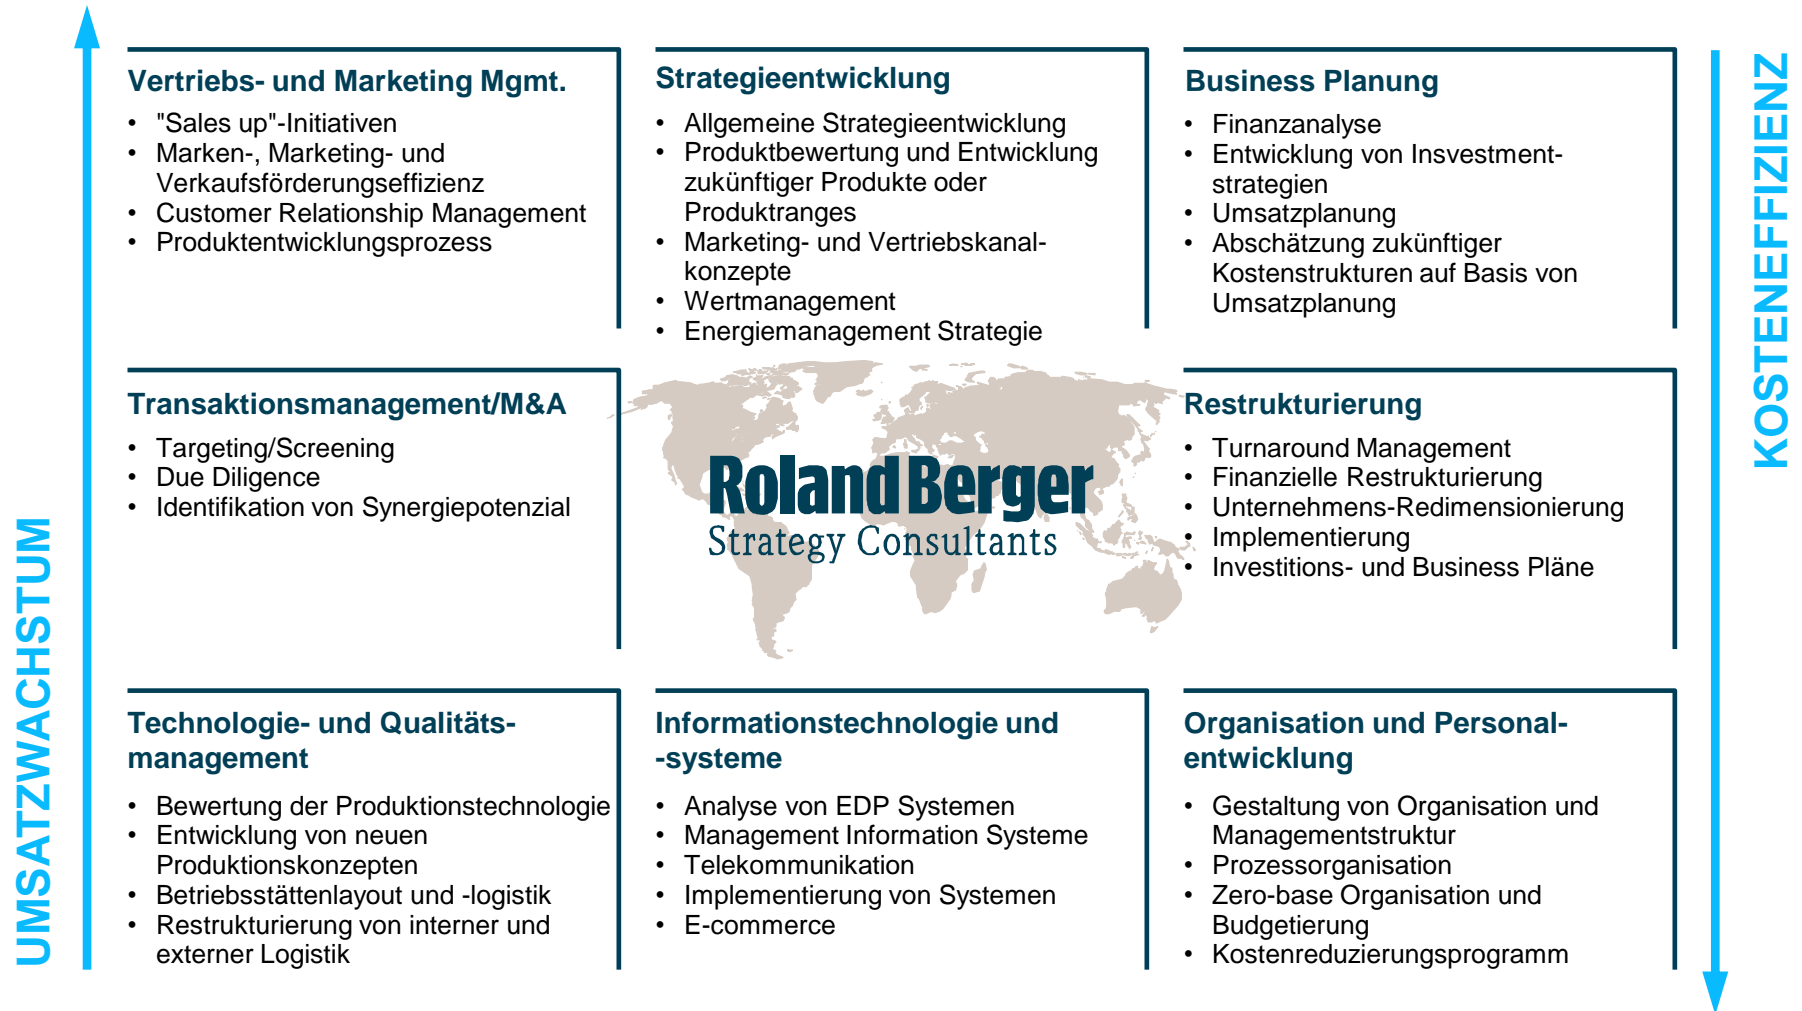 Vertriebs- und Marketing Mgmt.
• "Sales up"-Initiativen
• Marken-, Marketing- und
Verkaufsförderungseffizienz
• Customer Relationship Management
• Produktentwicklungsprozess
Strategieentwicklung
• Allgemeine Strategieentwicklung
• Produktbewertung und Entwicklung
zukünftiger Produkte oder
Produktranges
• Marketing- und Vertriebskanal-
konzepte
• Wertmanagement
• Energiemanagement Strategie
Business Planung
• Finanzanalyse
• Entwicklung von Insvestment-
strategien
• Umsatzplanung
• Abschätzung zukünftiger
Kostenstrukturen auf Basis von
Umsatzplanung
KOSTENEFFIZIENZ
UMSATZWACHSTUM
Transaktionsmanagement/M&A
• Targeting/Screening
• Due Diligence
• Identifikation von Synergiepotenzial
Roland Berger
Strategy Consultants
Restrukturierung
• Turnaround Management
• Finanzielle Restrukturierung
• Unternehmens-Redimensionierung
• Implementierung
• Investitions- und Business Pläne
Technologie- und Qualitäts-
management
• Bewertung der Produktionstechnologie
• Entwicklung von neuen
Produktionskonzepten
• Betriebsstättenlayout und -logistik
• Restrukturierung von interner und
externer Logistik
Informationstechnologie und
-systeme
• Analyse von EDP Systemen
• Management Information Systeme
• Telekommunikation
• Implementierung von Systemen
• E-commerce
Organisation und Personal-
entwicklung
• Gestaltung von Organisation und
Managementstruktur
• Prozessorganisation
• Zero-base Organisation und
Budgetierung
• Kostenreduzierungsprogramm